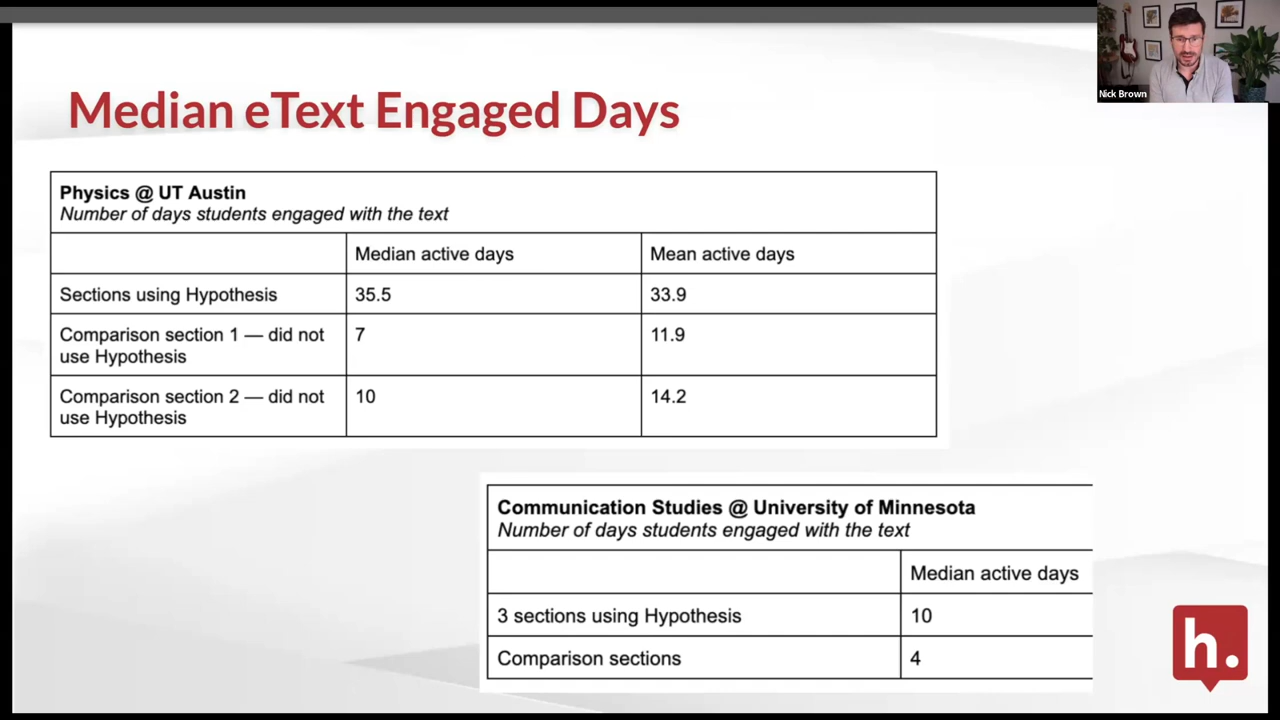 Nick Brown
Median eText Engaged Days
Physics @ UT Austin
Number of days students engaged with the text
Median active days
Mean active days
Sections using Hypothesis
35.5
33.9
Comparison section 1 — did not
use Hypothesis
7
11.9
Comparison section 2 — did not
use Hypothesis
10
14.2
Communication Studies @ University of Minnesota
Number of days students engaged with the text
Median active days
3 sections using Hypothesis
10
Comparison sections
4
h.